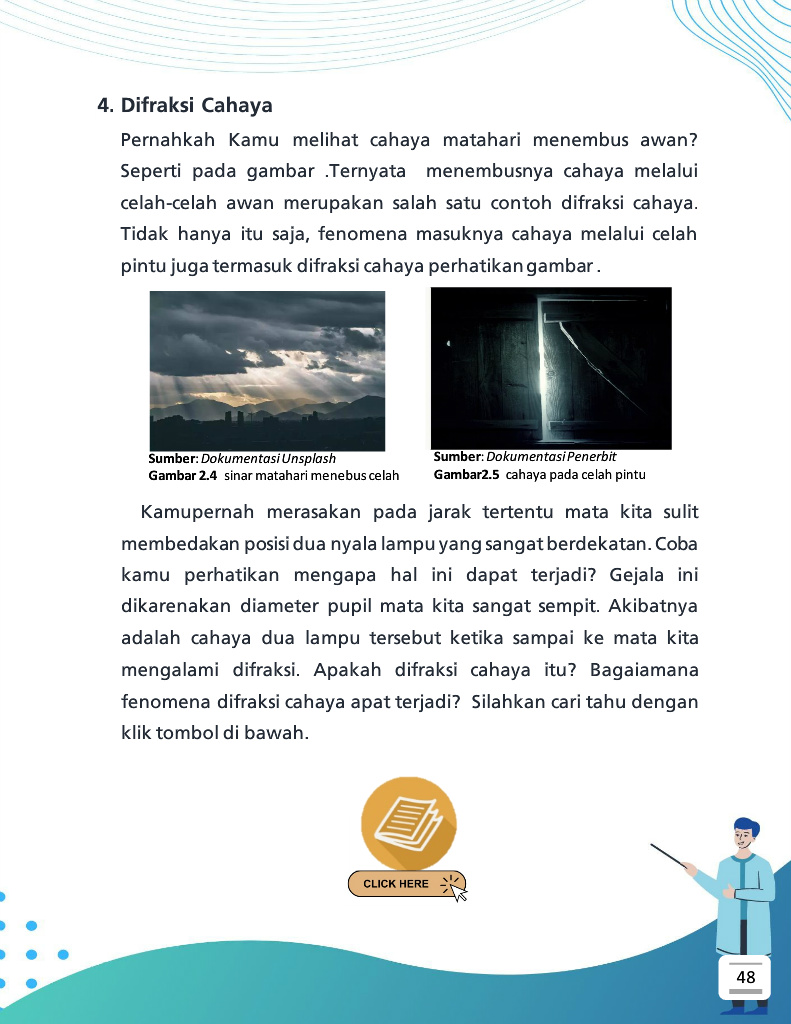 4. Difraksi Cahaya
Pernahkah Kamu melihat cahaya matahari menembus awan?
Seperti pada gambar .Ternyata menembusnya cahaya melalui
celah-celah awan merupakan salah satu contoh difraksi cahaya.
Tidak hanya itu saja, fenomena masuknya cahaya melalui celah
pintu juga termasuk difraksi cahaya perhatikan gambar .
Sumber: Dokumentasi Unsplash
Gambar 2.4 sinar matahari menebus celah
Sumber: Dokumentasi Penerbit
Gambar2.5 cahaya pada celah pintu
Kamupernah merasakan pada jarak tertentu mata kita sulit
membedakan posisi dua nyala lampu yang sangat berdekatan. Coba
kamu perhatikan mengapa hal ini dapat terjadi? Gejala ini
dikarenakan diameter pupil mata kita sangat sempit. Akibatnya
adalah cahaya dua lampu tersebut ketika sampai ke mata kita
mengalami difraksi. Apakah difraksi cahaya itu? Bagaiamana
fenomena difraksi cahaya apat terjadi? Silahkan cari tahu dengan
klik tombol di bawah.
CLICK HERE
48